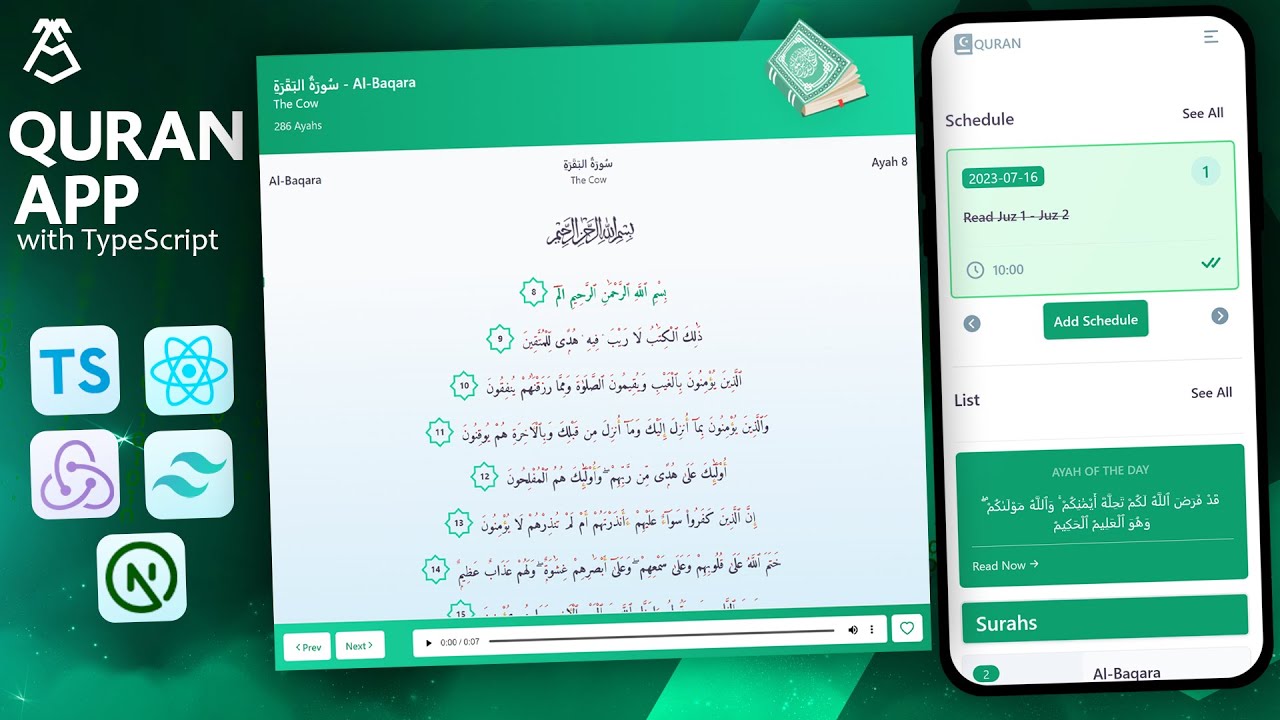 QURAN
APP
with TypeScript
TS
N
سُورَةُ البَقَرَةِ - Al-Baqara
The Cow
286 Ayahs
Al-Baqara
سُورَةُ البَقَرَةِ
The Cow
Ayah 8
بِسْمِ اللَّهِ الرَّحْمَٰنِ الرَّحِيمِ
بِسْمِ ٱللَّهِ ٱلرَّحْمَٰنِ ٱلرَّحِيمِ الٓمٓ 8
ذَٰلِكَ ٱلْكِتَٰبُ لَا رَيْبَ ۛ فِيهِ ۛ هُدًى لِّلْمُتَّقِينَ 9
ٱلَّذِينَ يُؤْمِنُونَ بِٱلْغَيْبِ وَيُقِيمُونَ ٱلصَّلَوٰةَ وَمِمَّا رَزَقْنَٰهُمْ يُنفِقُونَ 10
وَٱلَّذِينَ يُؤْمِنُونَ بِمَآ أُنزِلَ إِلَيْكَ وَمَآ أُنزِلَ مِن قَبْلِكَ وَبِٱلْءَاخِرَةِ هُمْ يُوقِنُونَ 11
أُو۟لَٰٓئِكَ عَلَىٰ هُدًى مِّن رَّبِّهِمْ ۖ وَأُو۟لَٰٓئِكَ هُمُ ٱلْمُفْلِحُونَ 12
إِنَّ ٱلَّذِينَ كَفَرُوا۟ سَوَآءٌ عَلَيْهِمْ ءَأَنذَرْتَهُمْ أَمْ لَمْ تُنذِرْهُمْ لَا يُؤْمِنُونَ 13
خَتَمَ ٱللَّهُ عَلَىٰ قُلُوبِهِمْ وَعَلَىٰ سَمْعِهِمْ ۖ وَعَلَىٰٓ أَبْصَٰرِهِمْ غِشَٰوَةٌ ۖ وَلَهُمْ عَذَابٌ عَظِيمٌ 14
15
Prev
Next
0:00 / 0:07
QURAN
Schedule
See All
2023-07-16
1
Read Juz 1 - Juz 2
10:00
Add Schedule
List
See All
AYAH OF THE DAY
قَدْ فَرَضَ ٱللَّهُ لَكُمْ تَحِلَّةَ أَيْمَٰنِكُمْ ۚ وَٱللَّهُ مَوْلَىٰكُمْ ۖ
وَهُوَ ٱلْعَلِيمُ ٱلْحَكِيمُ
Read Now →
Surahs
2
Al-Baqara